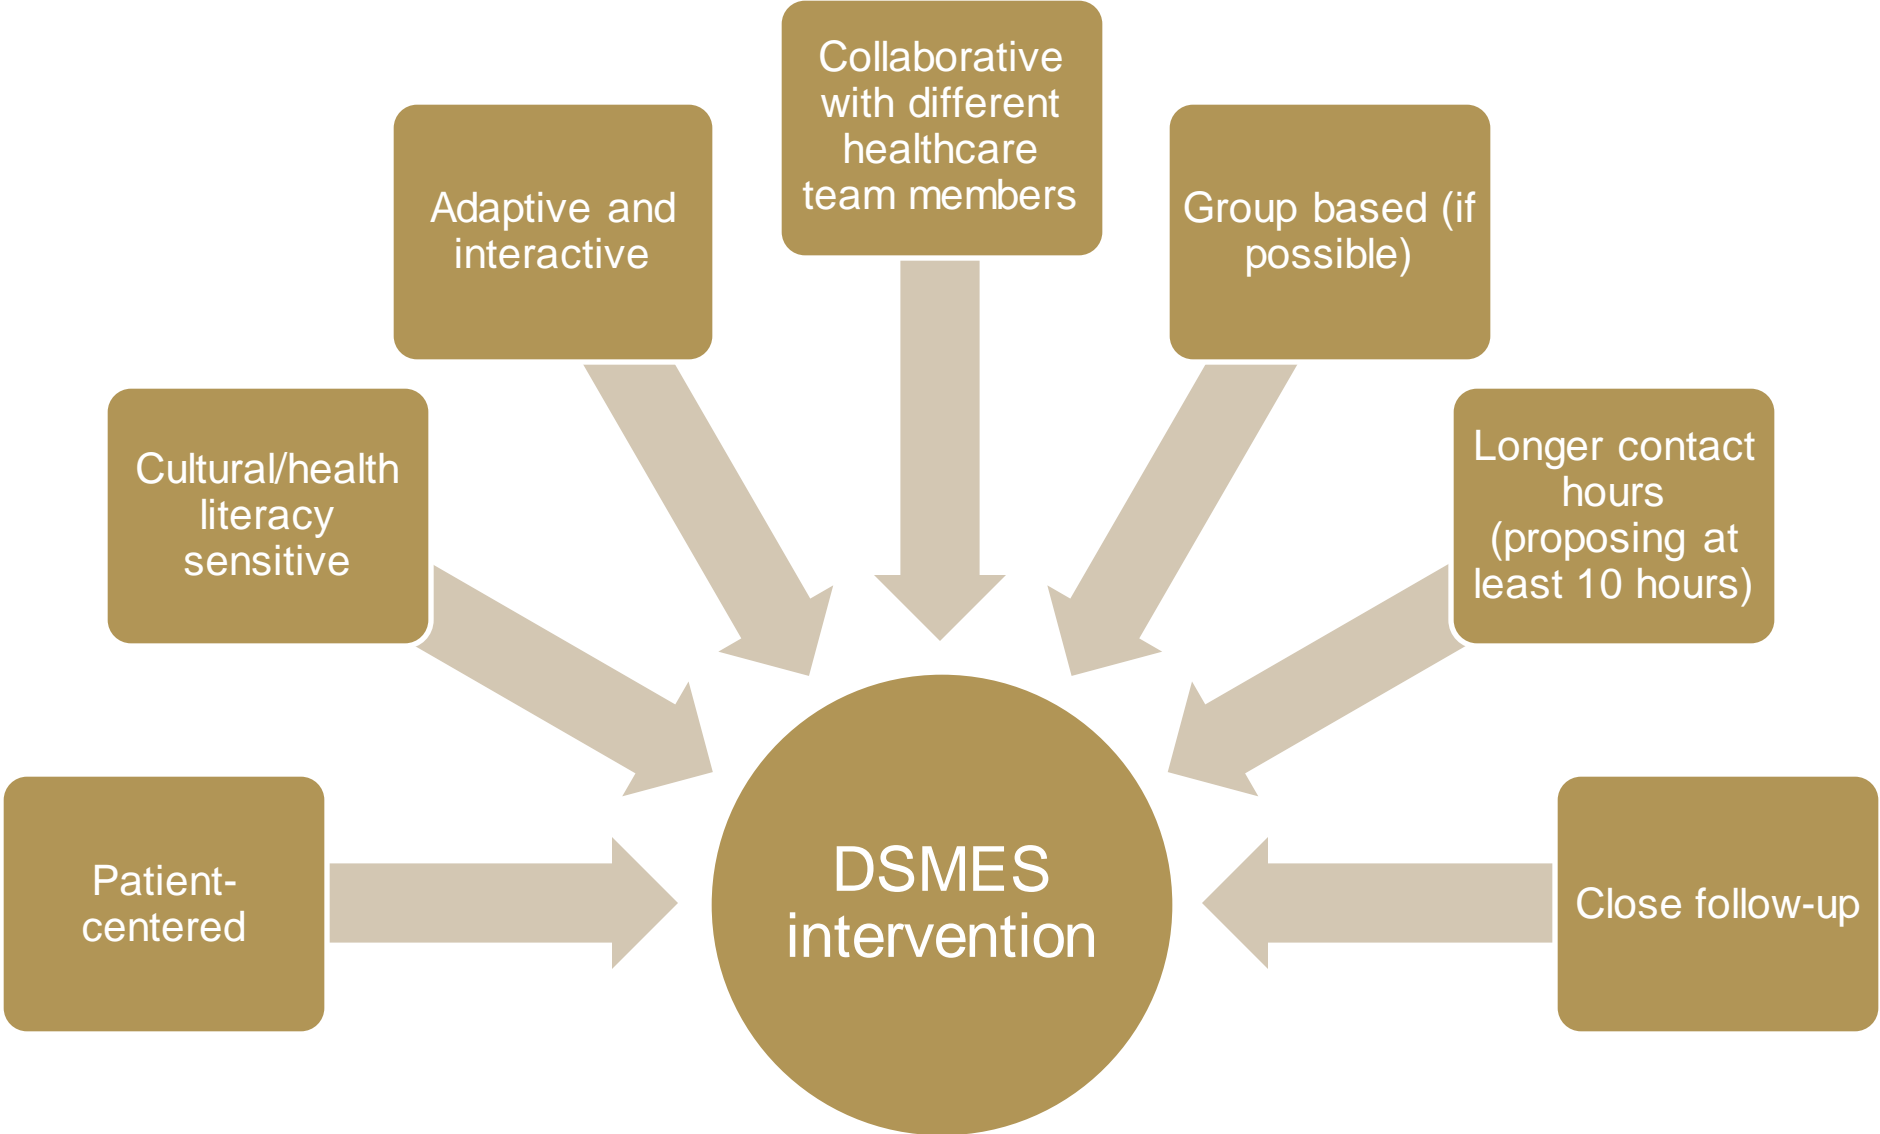 Collaborative
with different
healthcare
team members
Adaptive and
interactive
Group based (if
possible)
Cultural/health
literacy
sensitive
Longer contact
hours
(proposing at
least 10 hours)
Patient-
centered
DSMES
intervention
Close follow-up